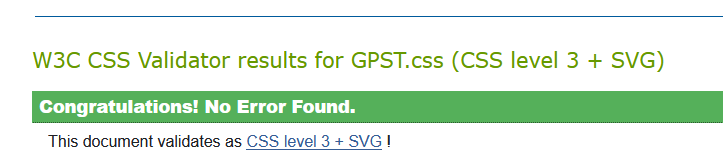 W3C CSS Validator results for GPST.css (CSS level 3 + SVG)
Congratulations! No Error Found.
This document validates as CSS level 3 + SVG !